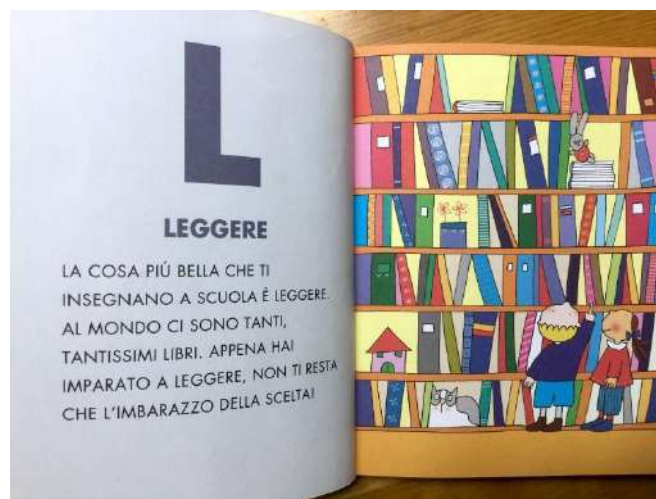 L
LEGGERE
LA COSA PIÚ BELLA CHE TI
INSEGNANO A SCUOLA È LEGGERE.
AL MONDO CI SONO TANTI,
TANTISSIMI LIBRI. APPENA HAI
IMPARATO A LEGGERE, NON TI RESTA
CHE L'IMBARAZZO DELLA SCELTA!